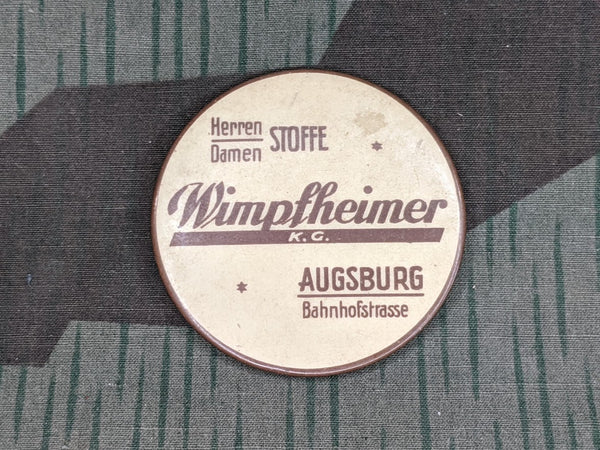 Herren
Damen STOFFE
Wimpfheimer
K.G.
AUGSBURG
Bahnhofstrasse